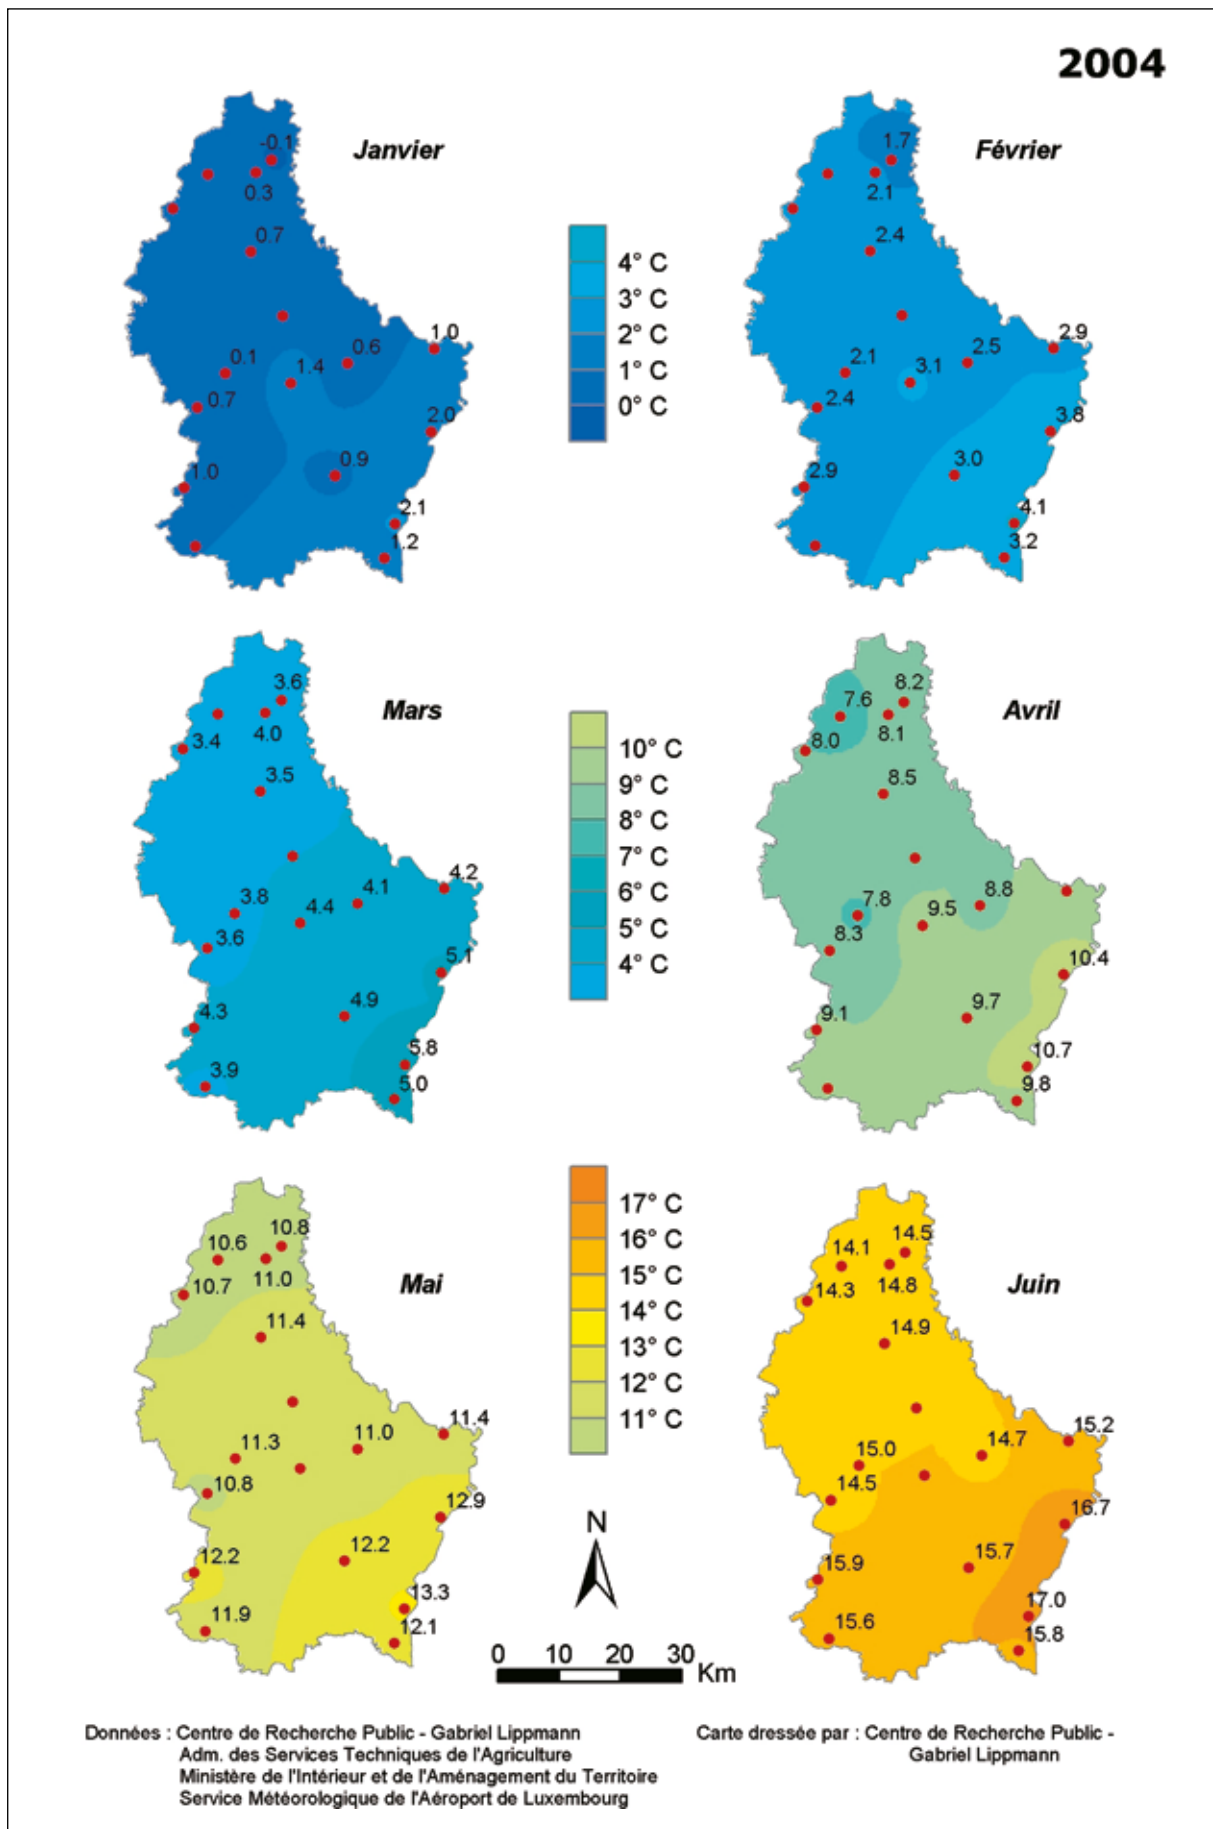 2004
Janvier
-0.1
0.3
0.7
1.0
0.6
0.1
1.4
0.7
2.0
0.9
1.0
2.1
1.2
4° C
3° C
2° C
1° C
0° C
Février
1.7
2.1
2.4
2.9
2.5
2.1
3.1
2.4
3.8
3.0
2.9
4.1
3.2
Mars
3.6
4.0
3.4
3.5
4.2
4.1
3.8
4.4
3.6
5.1
4.9
4.3
5.8
3.9
5.0
10° C
9° C
8° C
7° C
6° C
5° C
4° C
Avril
8.2
7.6
8.1
8.0
8.5
8.8
7.8
9.5
8.3
10.4
9.7
9.1
10.7
9.8
Mai
10.8
10.6
11.0
10.7
11.4
11.4
11.0
11.3
10.8
12.9
12.2
12.2
13.3
11.9
12.1
17° C
16° C
15° C
14° C
13° C
12° C
11° C
Juin
14.5
14.1
14.8
14.3
14.9
15.2
14.7
15.0
14.5
16.7
15.7
15.9
17.0
15.6
15.8
N
0 10 20 30
Km
Données : Centre de Recherche Public - Gabriel Lippmann
Adm. des Services Techniques de l'Agriculture
Ministère de l'Intérieur et de l'Aménagement du Territoire
Service Météorologique de l'Aéroport de Luxembourg
Carte dressée par : Centre de Recherche Public -
Gabriel Lippmann